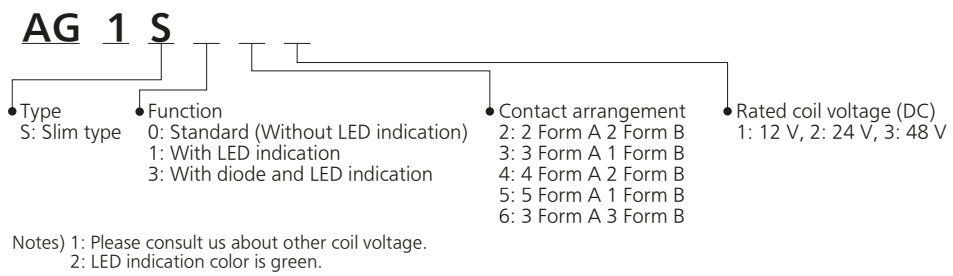 AG 1 S _ _ _
Type
S: Slim type
Function
0: Standard (Without LED indication)
1: With LED indication
3: With diode and LED indication
Contact arrangement
2: 2 Form A 2 Form B
3: 3 Form A 1 Form B
4: 4 Form A 2 Form B
5: 5 Form A 1 Form B
6: 3 Form A 3 Form B
Rated coil voltage (DC)
1: 12 V, 2: 24 V, 3: 48 V
Notes) 1: Please consult us about other coil voltage.
2: LED indication color is green.